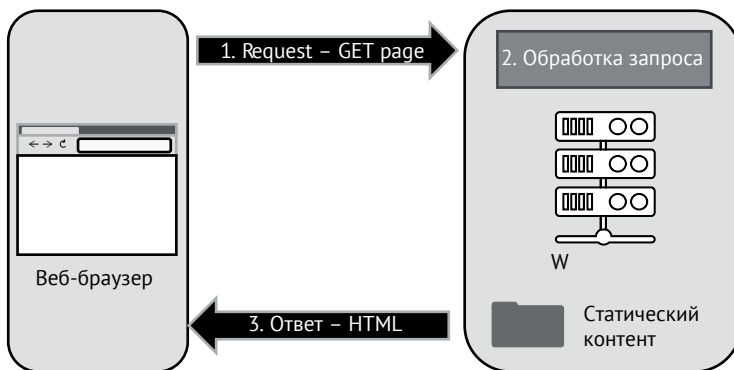 1. Request – GET page
2. Обработка запроса
Веб-браузер
W
3. Ответ – HTML
Статический
контент